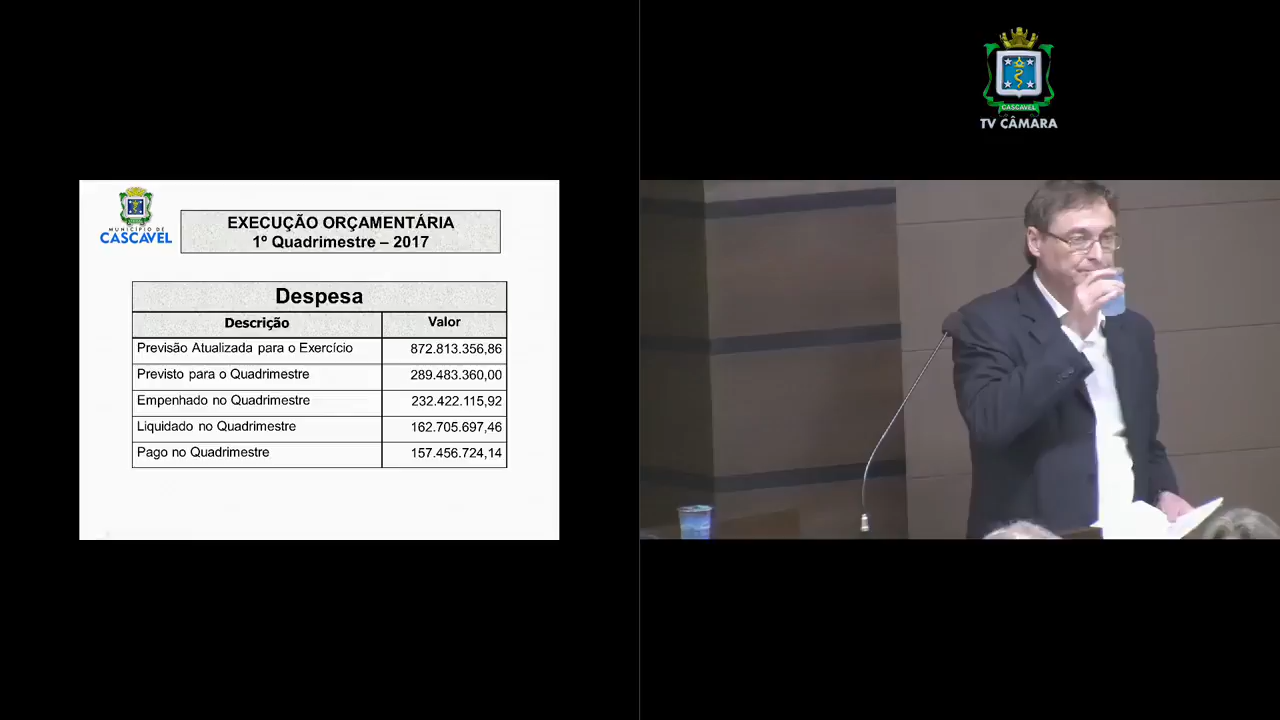 MUNICÍPIO DE
CASCAVEL
EXECUÇÃO ORÇAMENTÁRIA
1º Quadrimestre – 2017
Despesa
Descrição Valor
Previsão Atualizada para o Exercício 872.813.356,86
Previsto para o Quadrimestre 289.483.360,00
Empenhado no Quadrimestre 232.422.115,92
Liquidado no Quadrimestre 162.705.697,46
Pago no Quadrimestre 157.456.724,14
CASCAVEL
TV CÂMARA